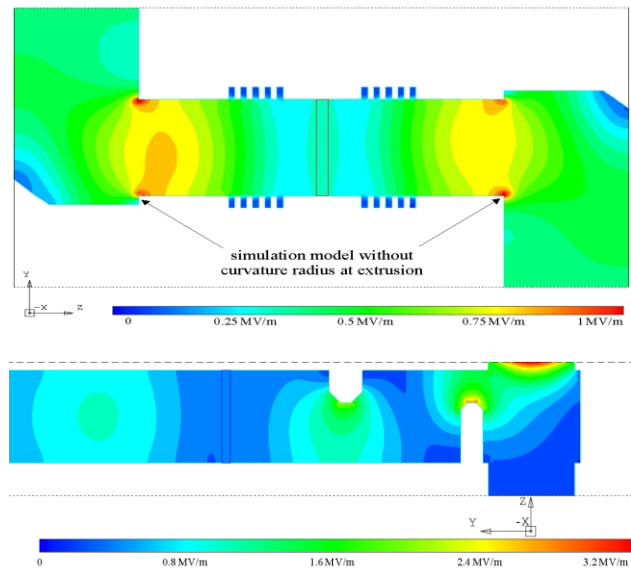 simulation model without
curvature radius at extrusion
Y
-X Z
0 0.25 MV/m 0.5 MV/m 0.75 MV/m 1 MV/m
Z
Y -X
0 0.8 MV/m 1.6 MV/m 2.4 MV/m 3.2 MV/m